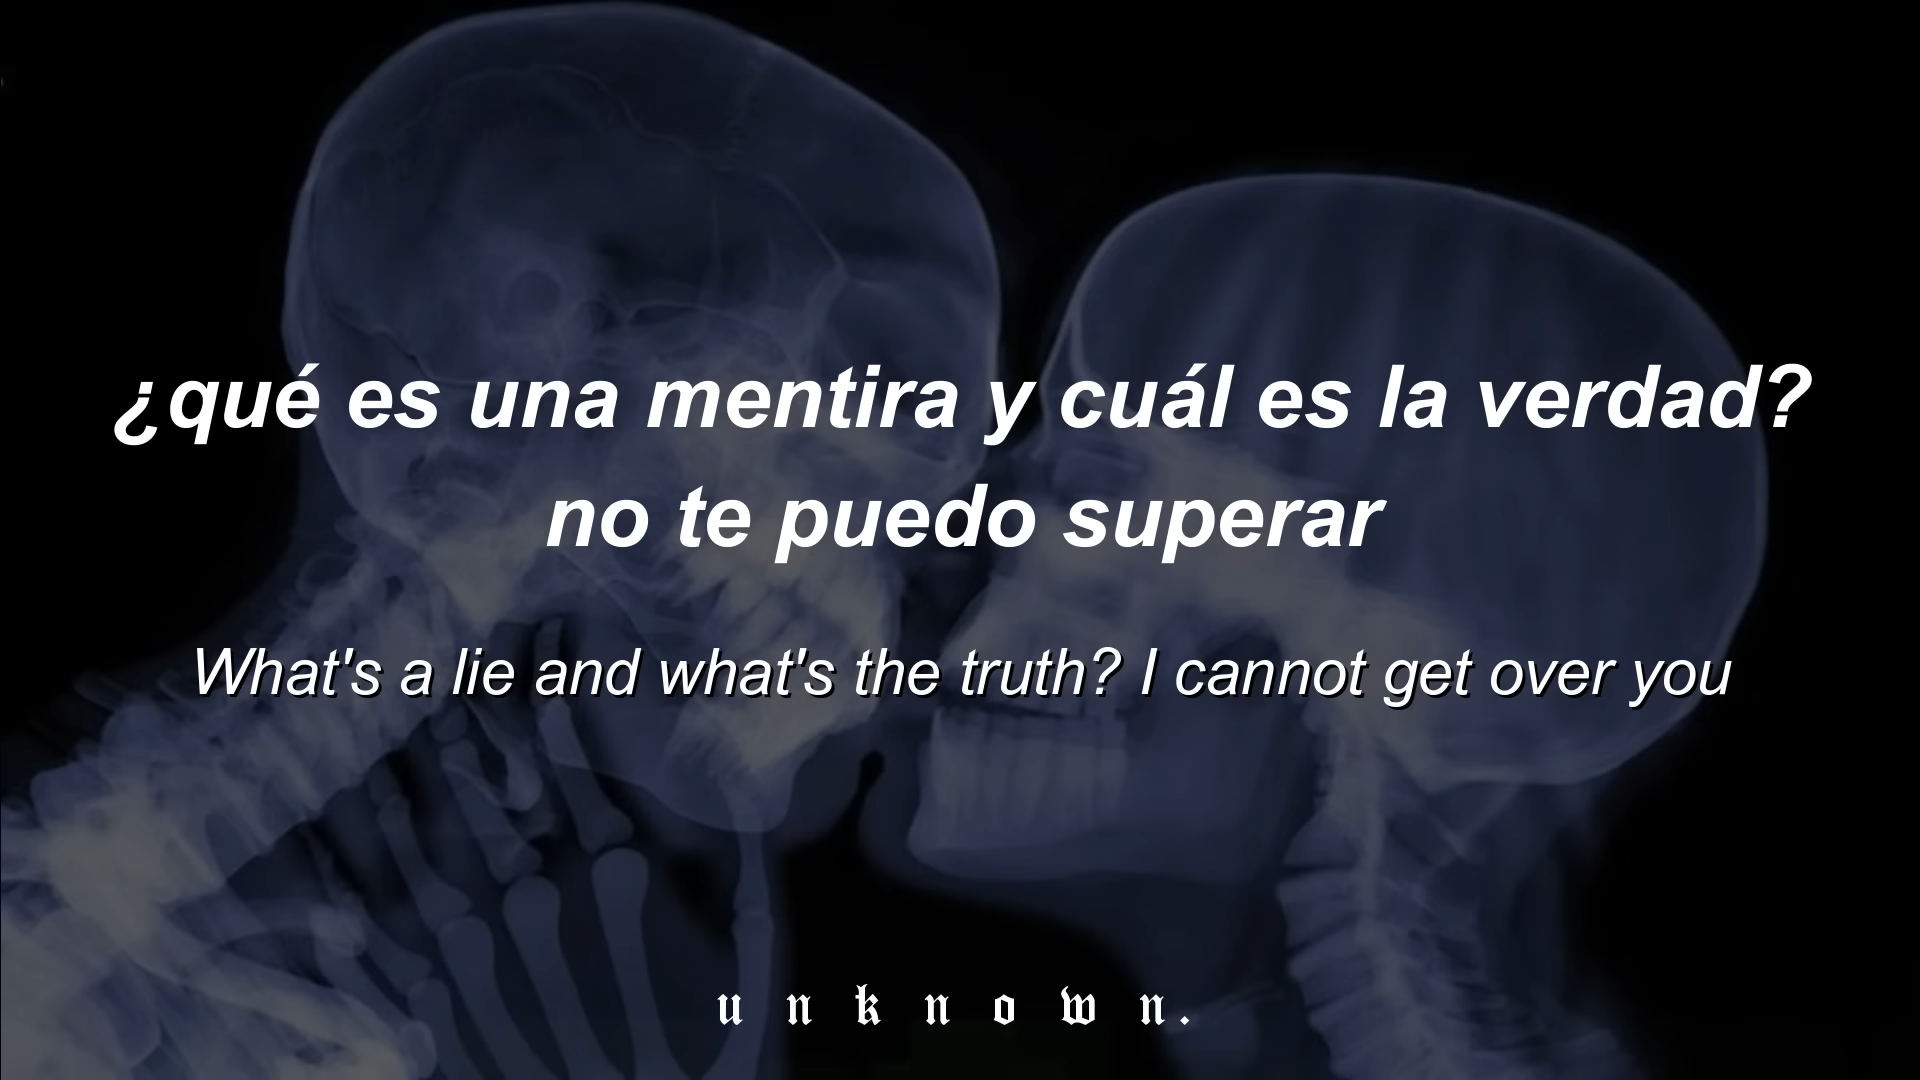 ¿qué es una mentira y cuál es la verdad?
no te puedo superar
What's a lie and what's the truth? I cannot get over you
unknown.